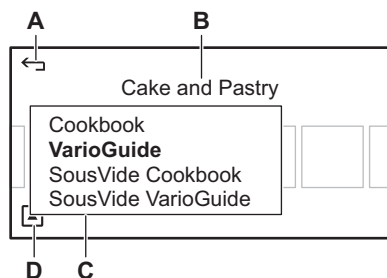 A B
Cake and Pastry
Cookbook
VarioGuide
SousVide Cookbook
SousVide VarioGuide
D C